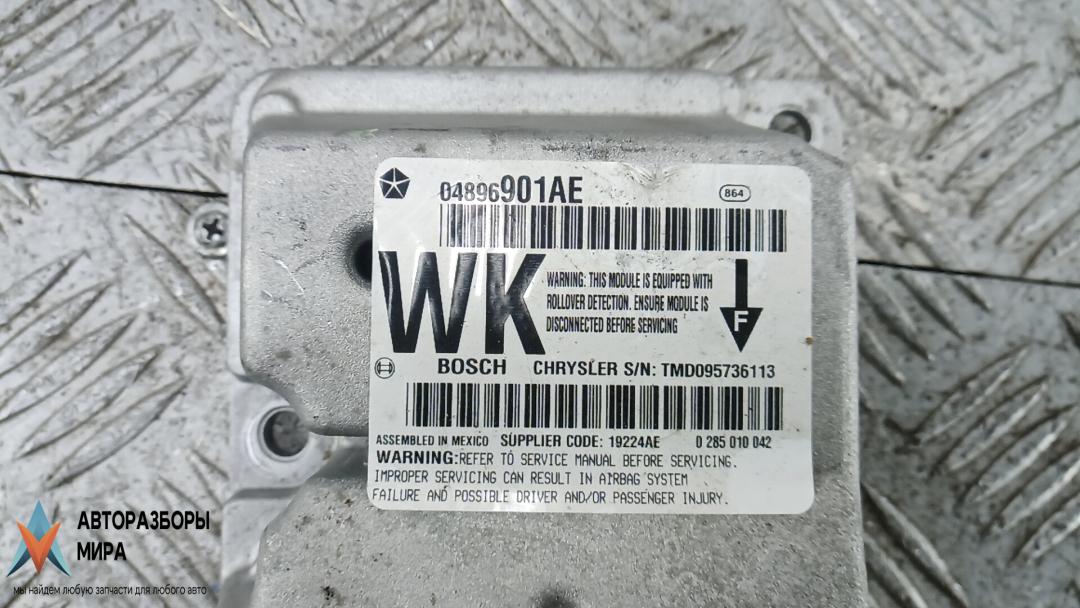 04896901AE
864
WK
WARNING: THIS MODULE IS EQUIPPED WITH
ROLLOVER DETECTION. ENSURE MODULE IS
DISCONNECTED BEFORE SERVICING
F
BOSCH CHRYSLER S/N: TMD095736113
ASSEMBLED IN MEXICO SUPPLIER CODE: 19224AE 0 285 010 042
WARNING:REFER TO SERVICE MANUAL BEFORE SERVICING.
IMPROPER SERVICING CAN RESULT IN AIRBAG SYSTEM
FAILURE AND POSSIBLE DRIVER AND/OR PASSENGER INJURY.
АВТОРАЗБОРЫ
МИРА
мы найдем любую запчасти для любого авто